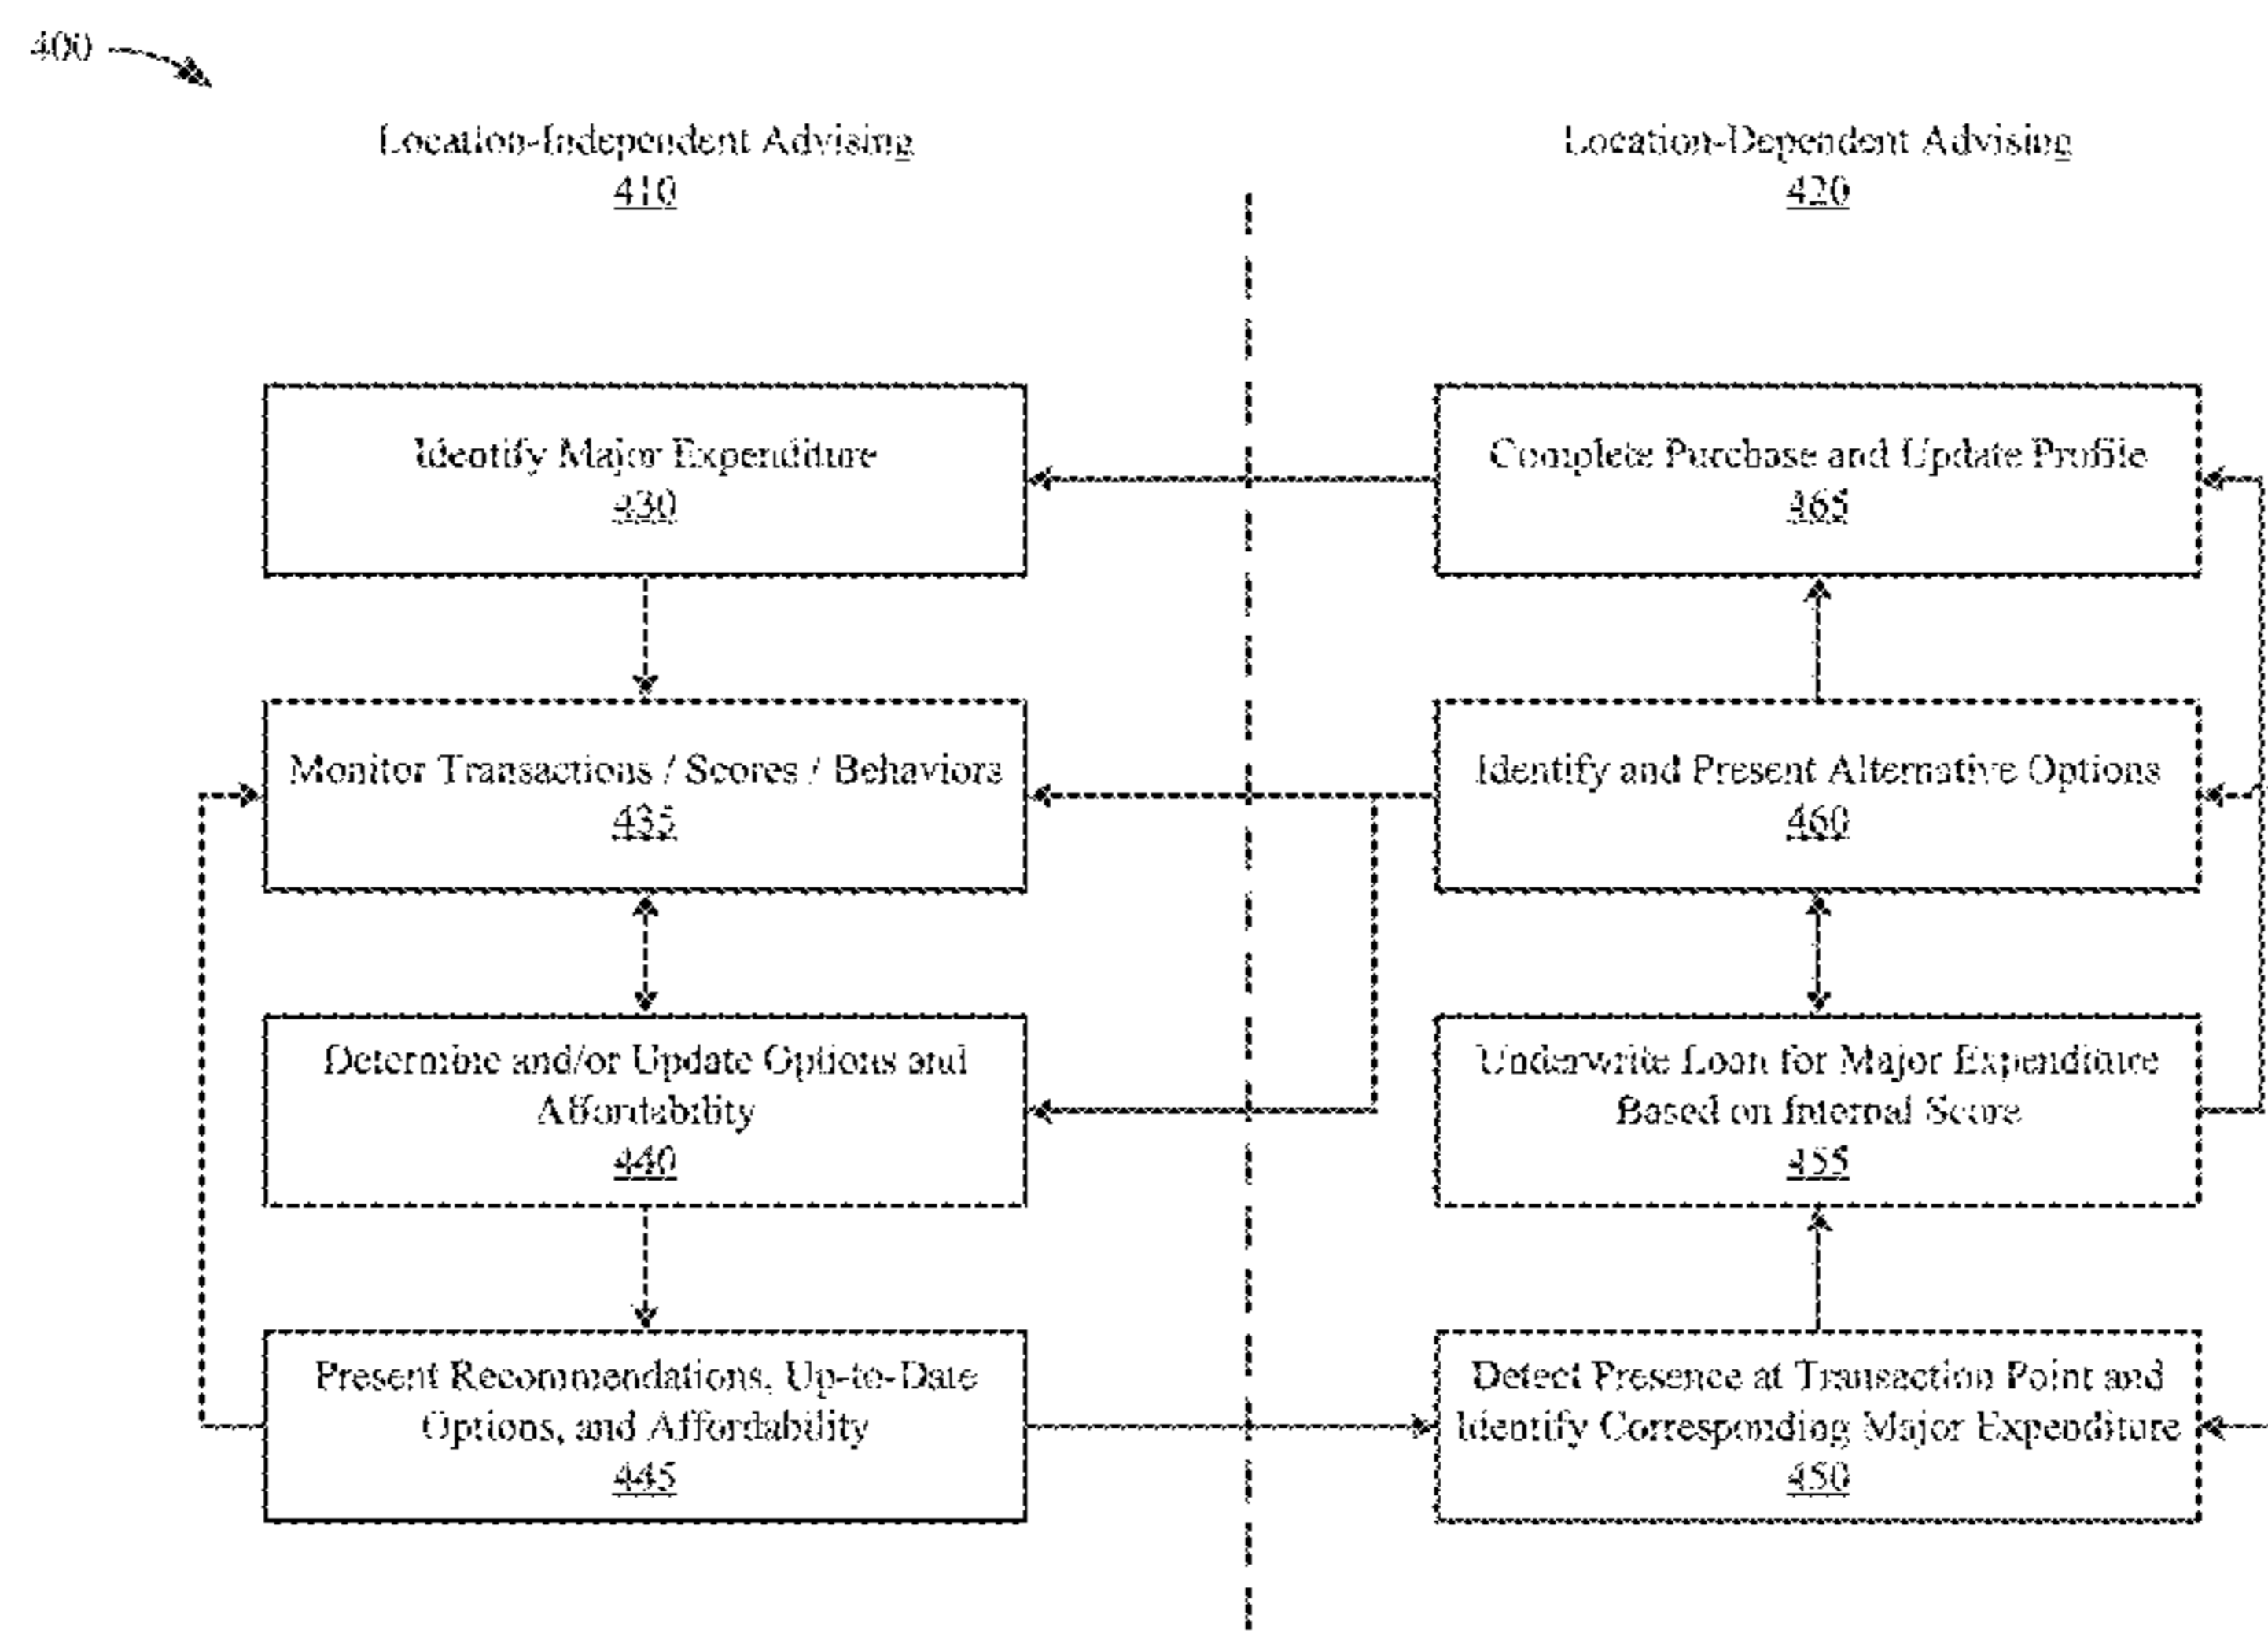 400
Location-Independent Advising
410
Location-Dependent Advising
420
Identify Major Expenditure
430
Complete Purchase and Update Profile
465
Monitor Transactions / Scores / Behaviors
435
Identify and Present Alternative Options
460
Determine and/or Update Options and
Affordability
440
Underwrite Loan for Major Expenditure
Based on Internal Score
455
Present Recommendations, Up-to-Date
Options, and Affordability
445
Detect Presence at Transaction Point and
Identify Corresponding Major Expenditure
450